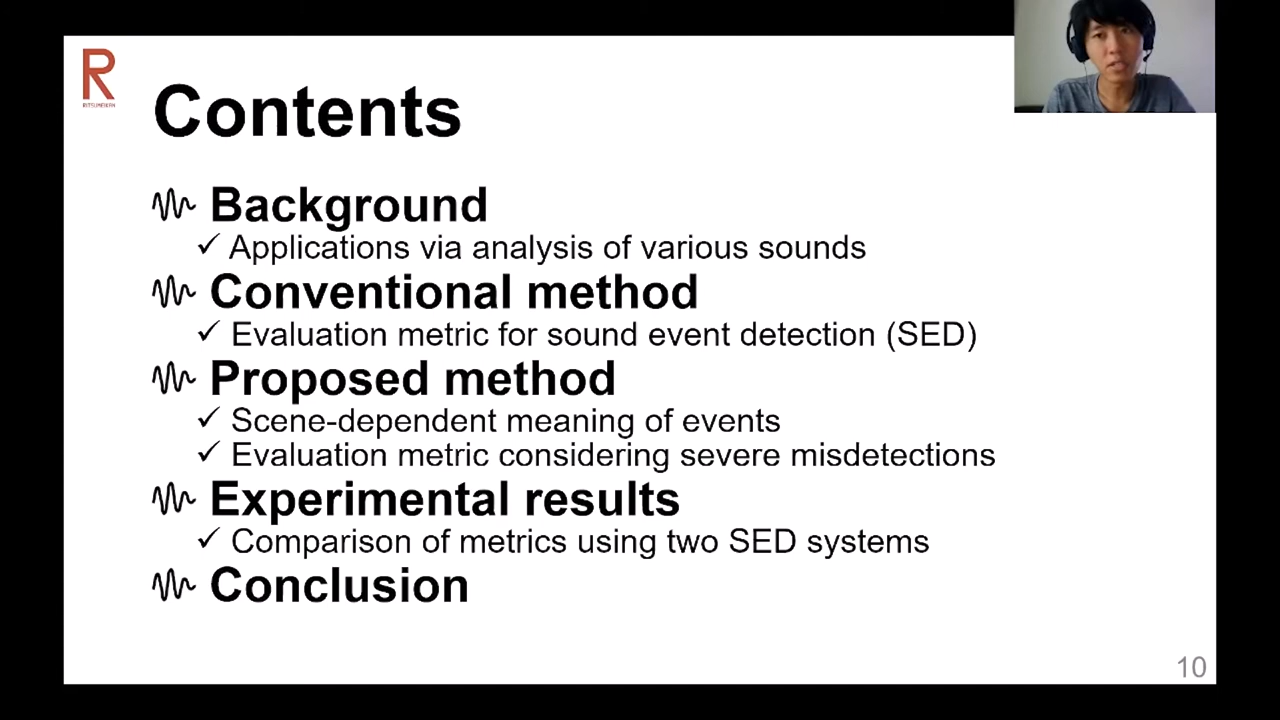 R
RITSUMEIKAN
Contents
Background
✓ Applications via analysis of various sounds
Conventional method
✓ Evaluation metric for sound event detection (SED)
Proposed method
✓ Scene-dependent meaning of events
✓ Evaluation metric considering severe misdetections
Experimental results
✓ Comparison of metrics using two SED systems
Conclusion
10